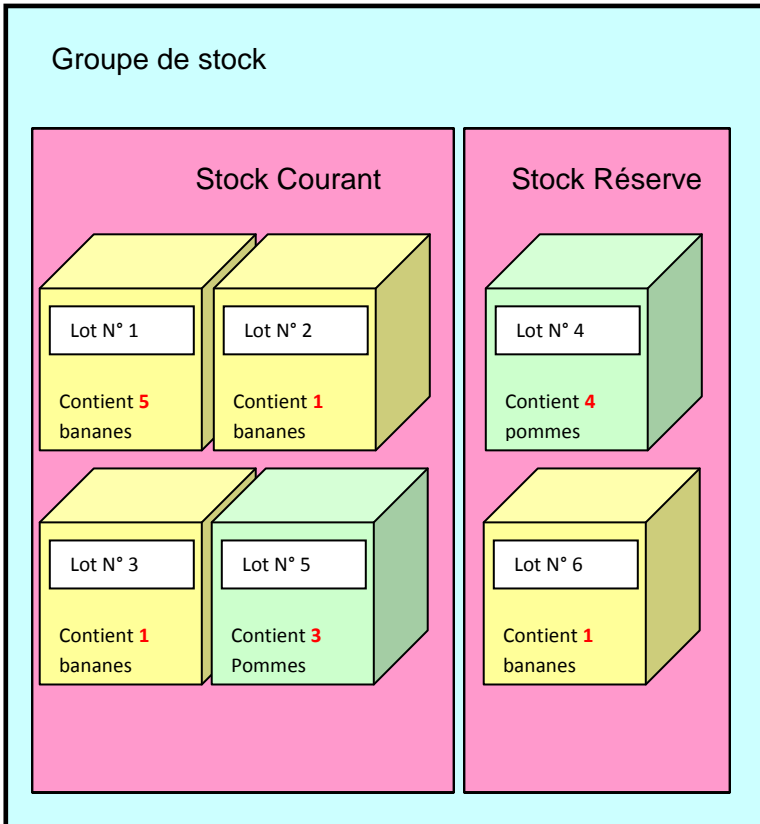 Groupe de stock
Stock Courant
Stock Réserve
Lot N° 1
Contient 5
bananes
Lot N° 2
Contient 1
bananes
Lot N° 4
Contient 4
pommes
Lot N° 3
Contient 1
bananes
Lot N° 5
Contient 3
Pommes
Lot N° 6
Contient 1
bananes